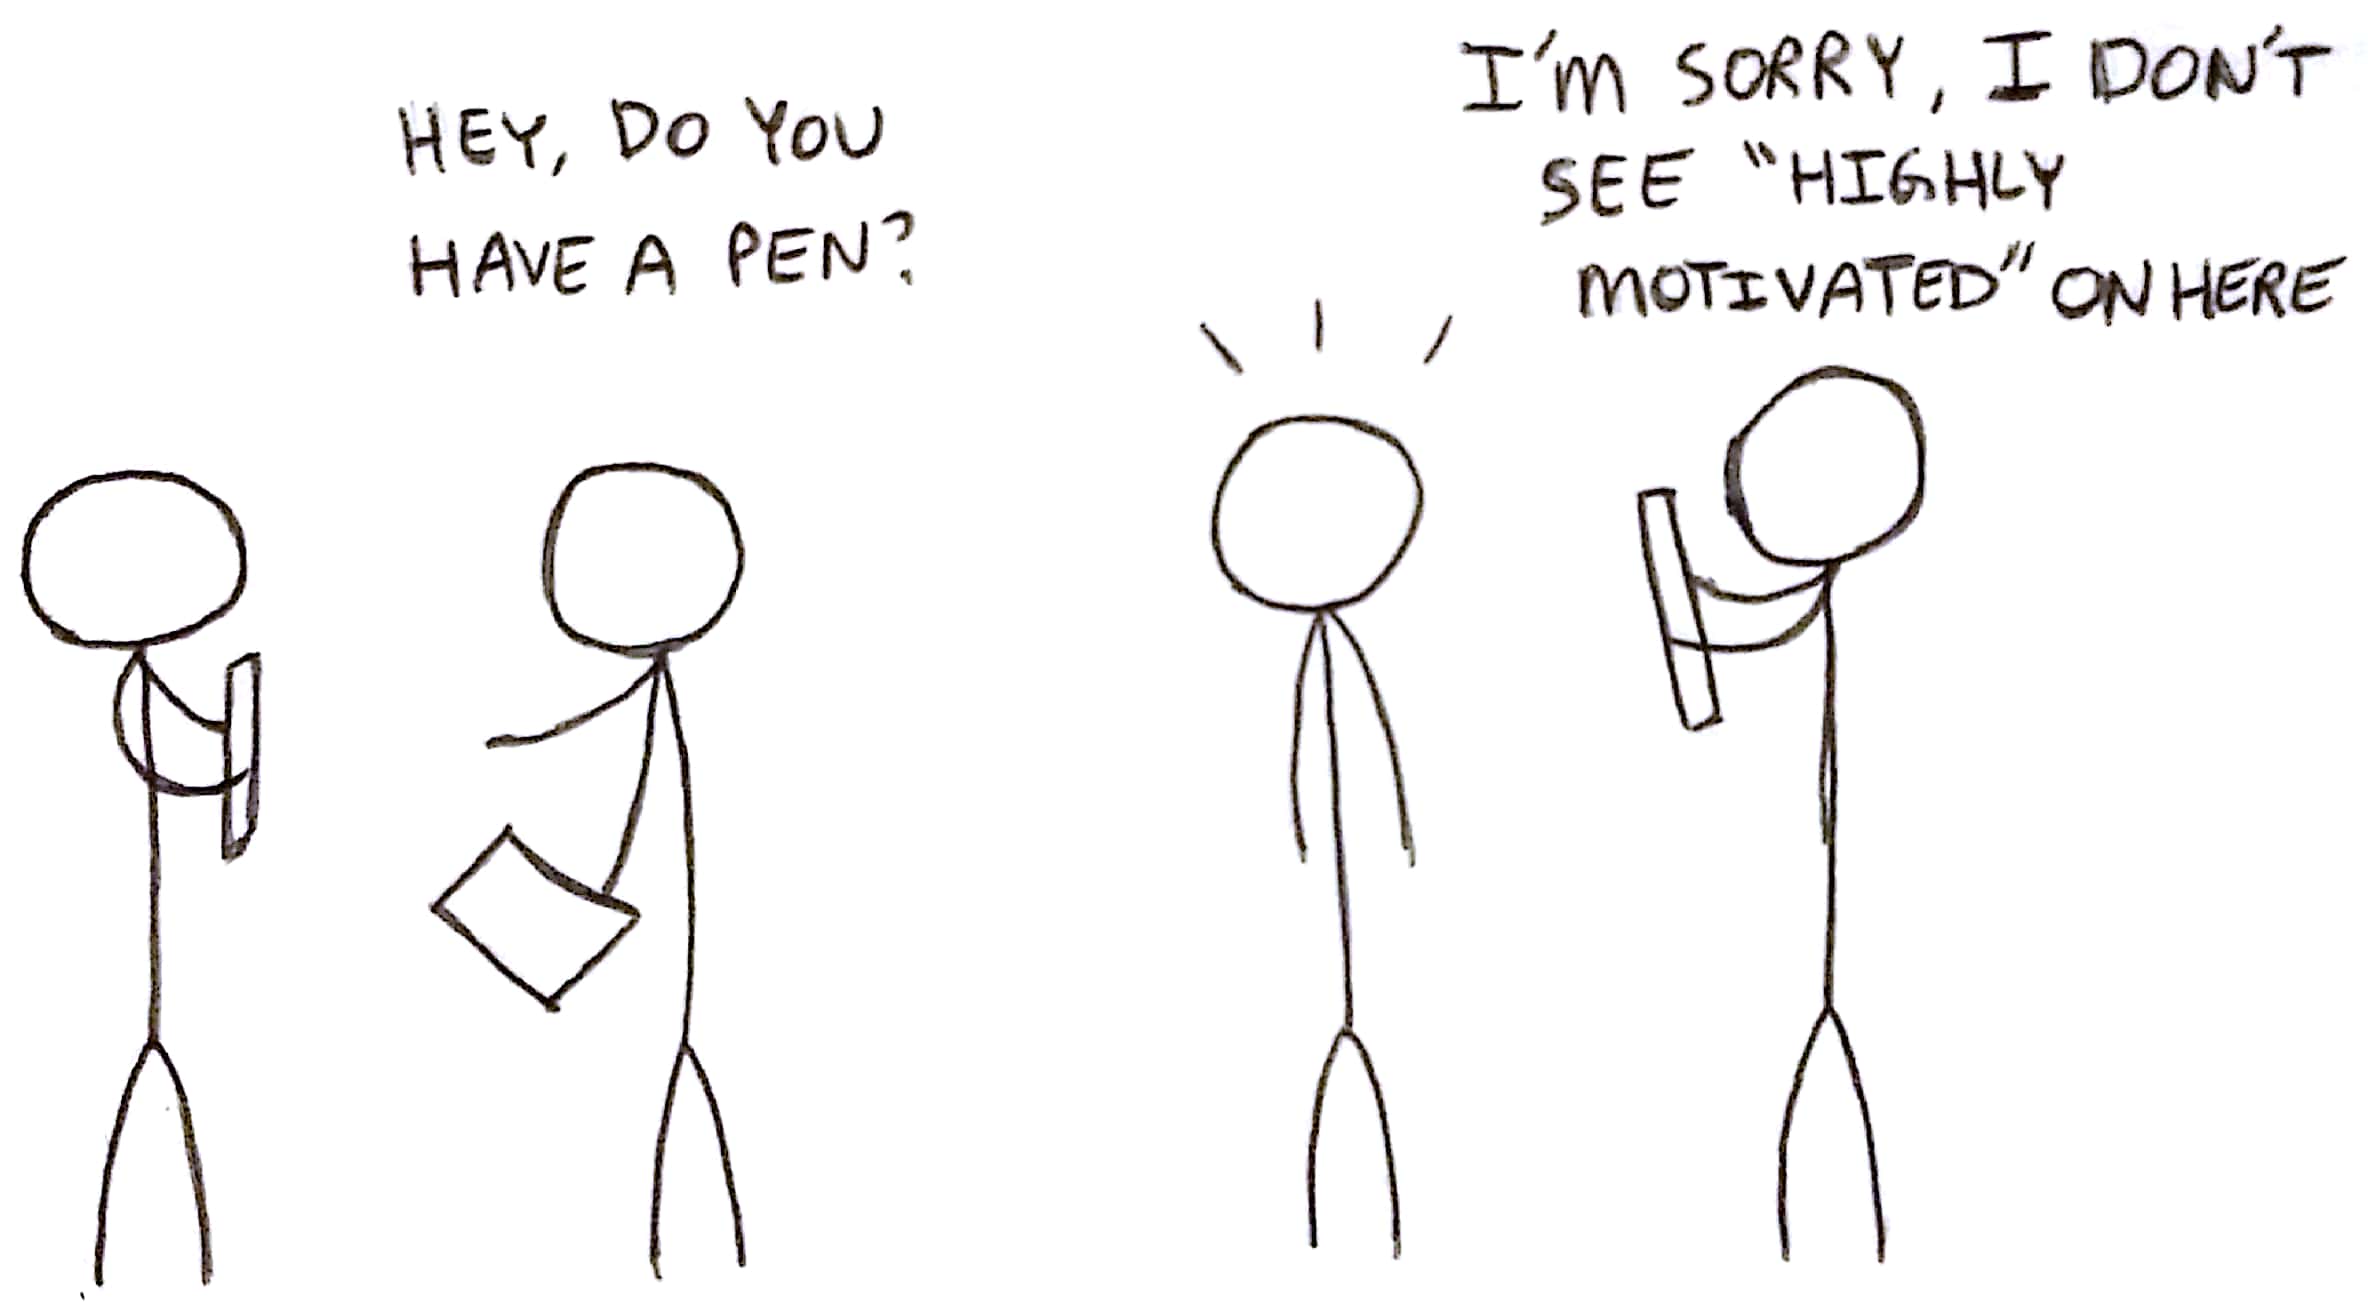 HEY, DO YOU
HAVE A PEN?
I'M SORRY, I DON'T
SEE "HIGHLY
MOTIVATED" ON HERE